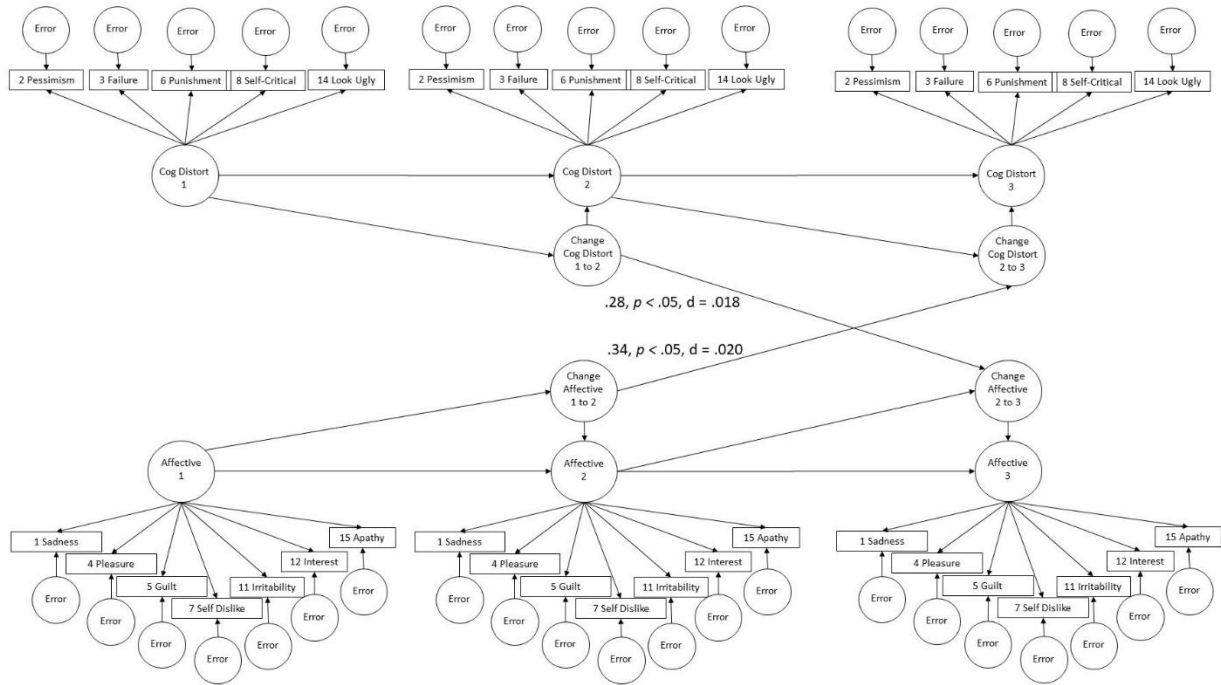 Error Error Error Error Error Error Error Error Error Error Error Error Error Error Error
2 Pessimism 3 Failure 6 Punishment 8 Self-Critical 14 Look Ugly 2 Pessimism 3 Failure 6 Punishment 8 Self-Critical 14 Look Ugly 2 Pessimism 3 Failure 6 Punishment 8 Self-Critical 14 Look Ugly
Cog Distort
1
Cog Distort
2
Cog Distort
3
Change
Cog Distort
1 to 2
Change
Cog Distort
2 to 3
.28, p < .05, d = .018
.34, p < .05, d = .020
Change
Affective
1 to 2
Change
Affective
2 to 3
Affective
1
Affective
2
Affective
3
1 Sadness
4 Pleasure
5 Guilt
7 Self Dislike
11 Irritability
12 Interest
15 Apathy
Error
Error
Error
Error
Error
Error
Error
1 Sadness
4 Pleasure
5 Guilt
7 Self Dislike
11 Irritability
12 Interest
15 Apathy
Error
Error
Error
Error
Error
Error
Error
1 Sadness
4 Pleasure
5 Guilt
7 Self Dislike
11 Irritability
12 Interest
15 Apathy
Error
Error
Error
Error
Error
Error
Error